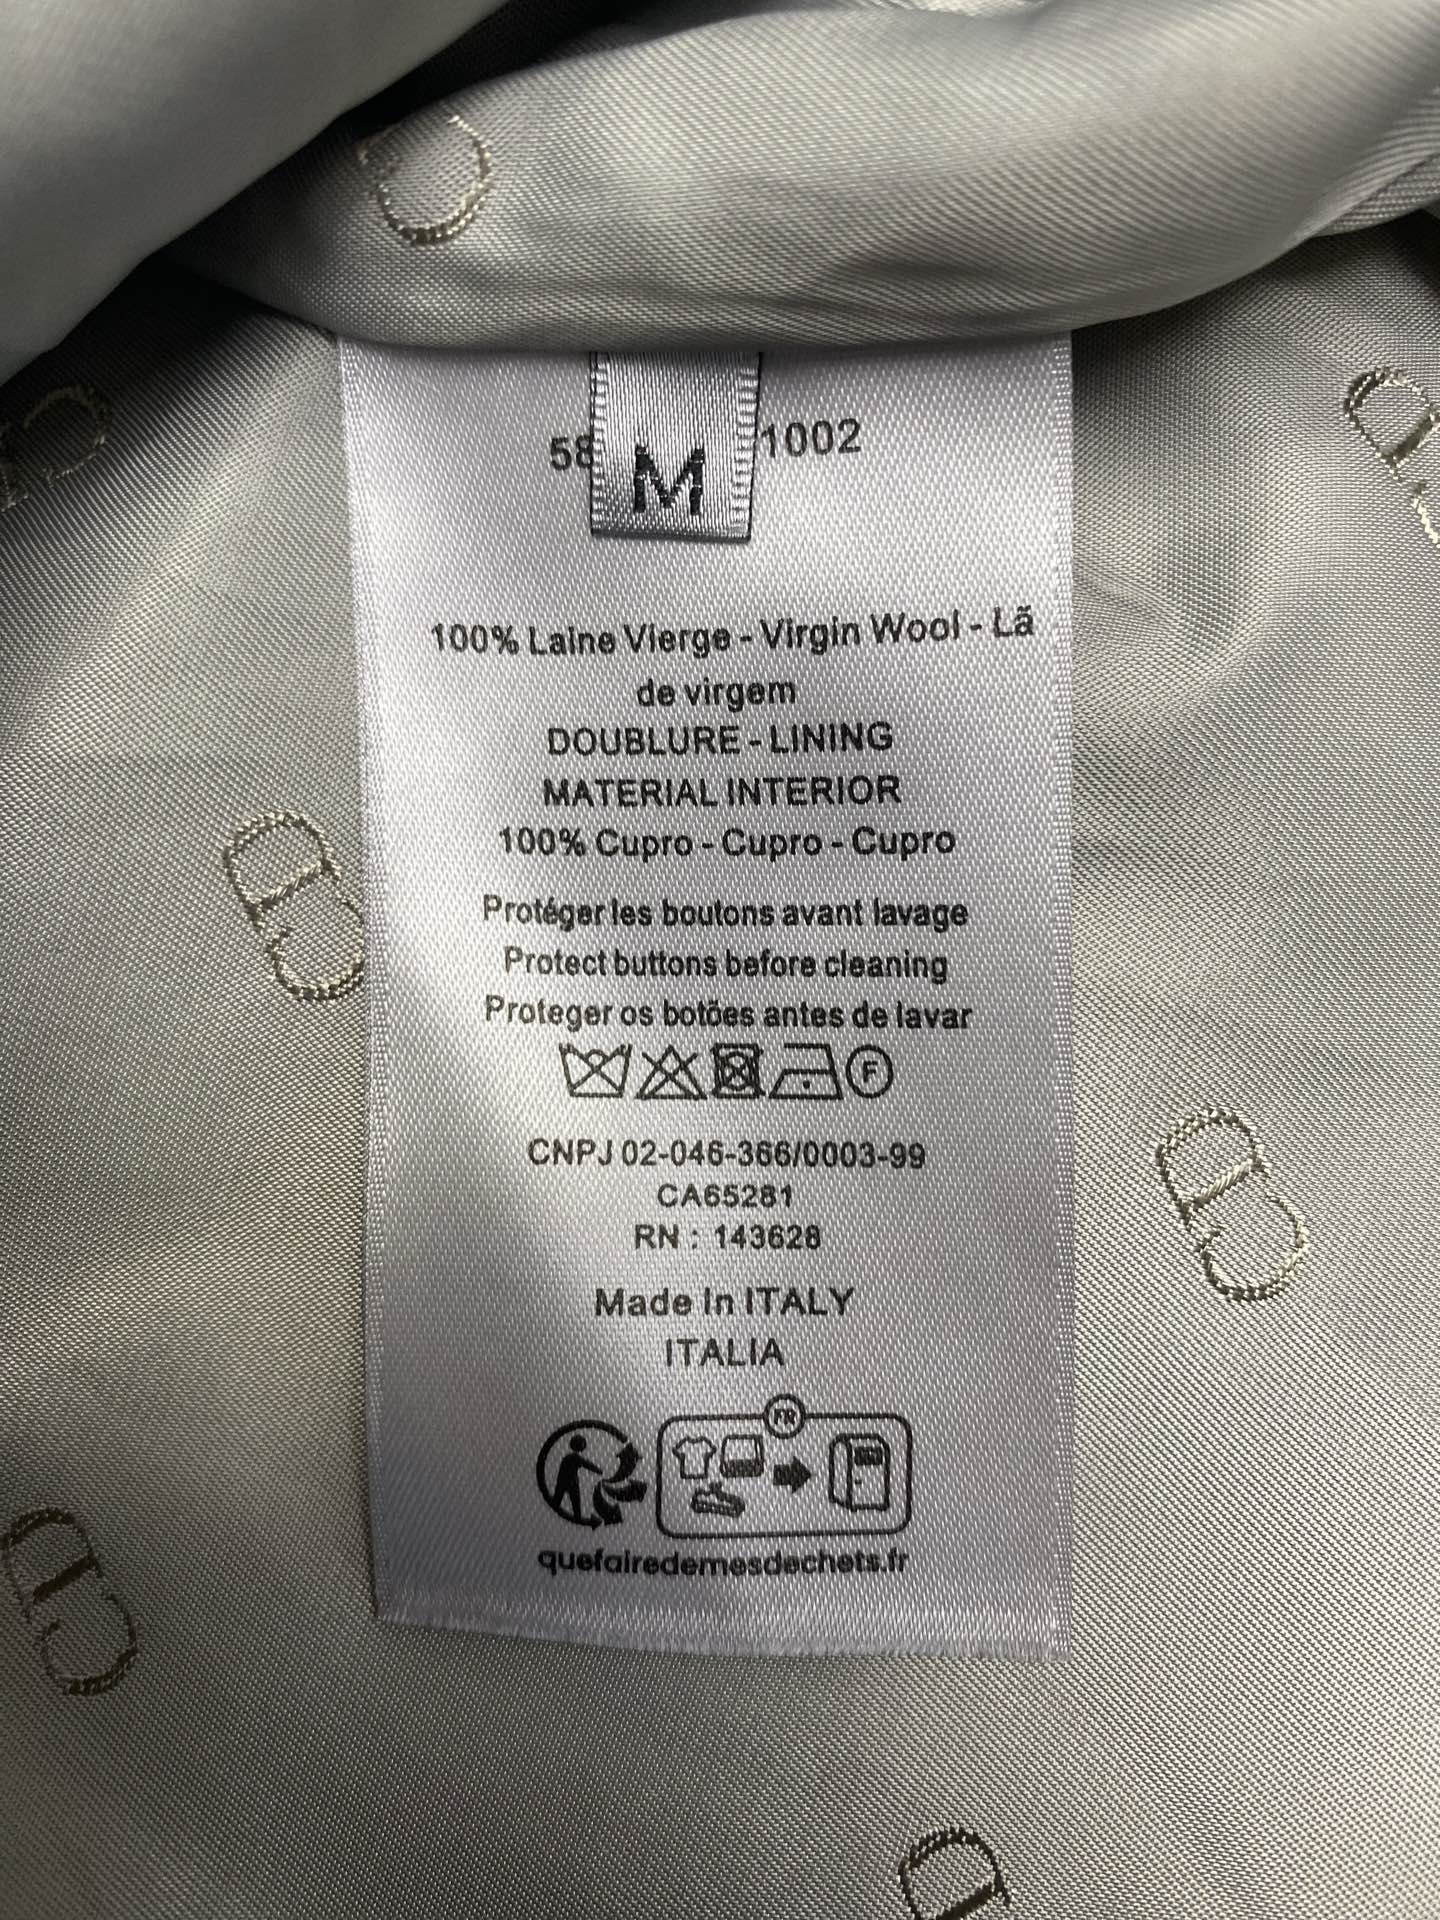 58
M
1002
100% Laine Vierge - Virgin Wool - Lã
de virgem
DOUBLURE - LINING
MATERIAL INTERIOR
100% Cupro - Cupro - Cupro
Protéger les boutons avant lavage
Protect buttons before cleaning
Proteger os botões antes de lavar
F
CNPJ 02-046-366/0003-99
CA65281
RN : 143628
Made In ITALY
ITALIA
FR
quefairedemesdechets.fr